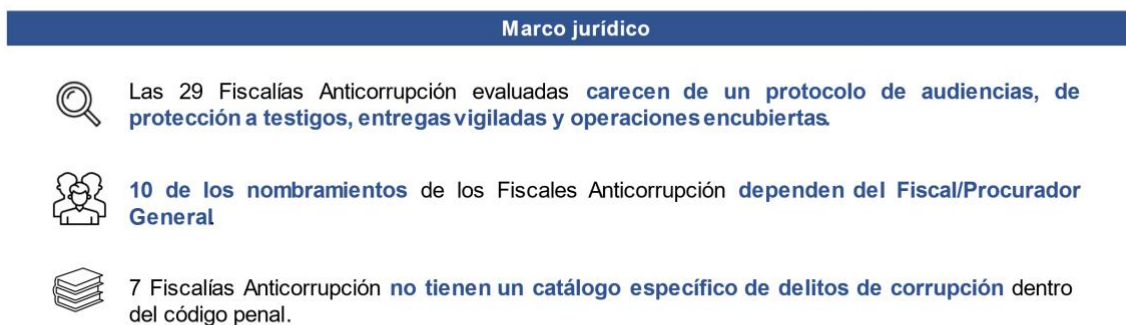 Marco jurídico
Las 29 Fiscalías Anticorrupción evaluadas carecen de un protocolo de audiencias, de
protección a testigos, entregas vigiladas y operaciones encubiertas.
10 de los nombramientos de los Fiscales Anticorrupción dependen del Fiscal/Procurador
General.
7 Fiscalías Anticorrupción no tienen un catálogo específico de delitos de corrupción dentro
del código penal.